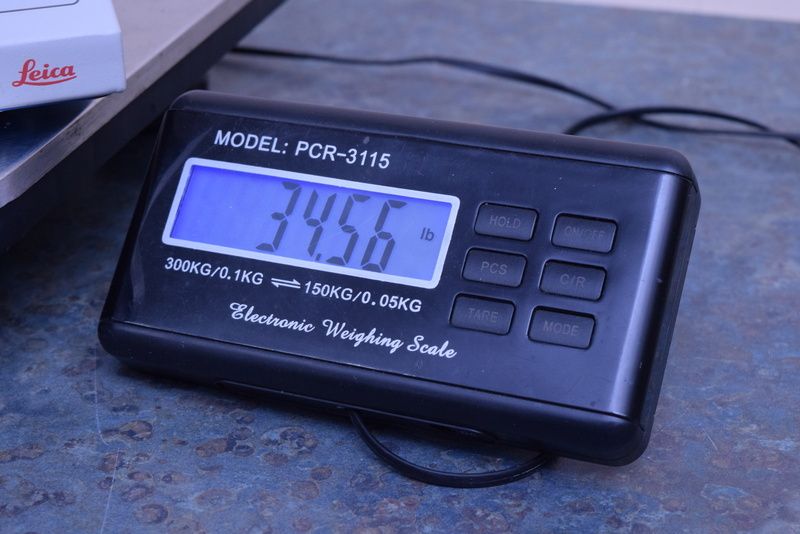 Leica
MODEL: PCR-3115
34.56 lb
300KG/0.1KG ⇌ 150KG/0.05KG
Electronic Weighing Scale
HOLD ON/OFF
PCS C/R
TARE MODE